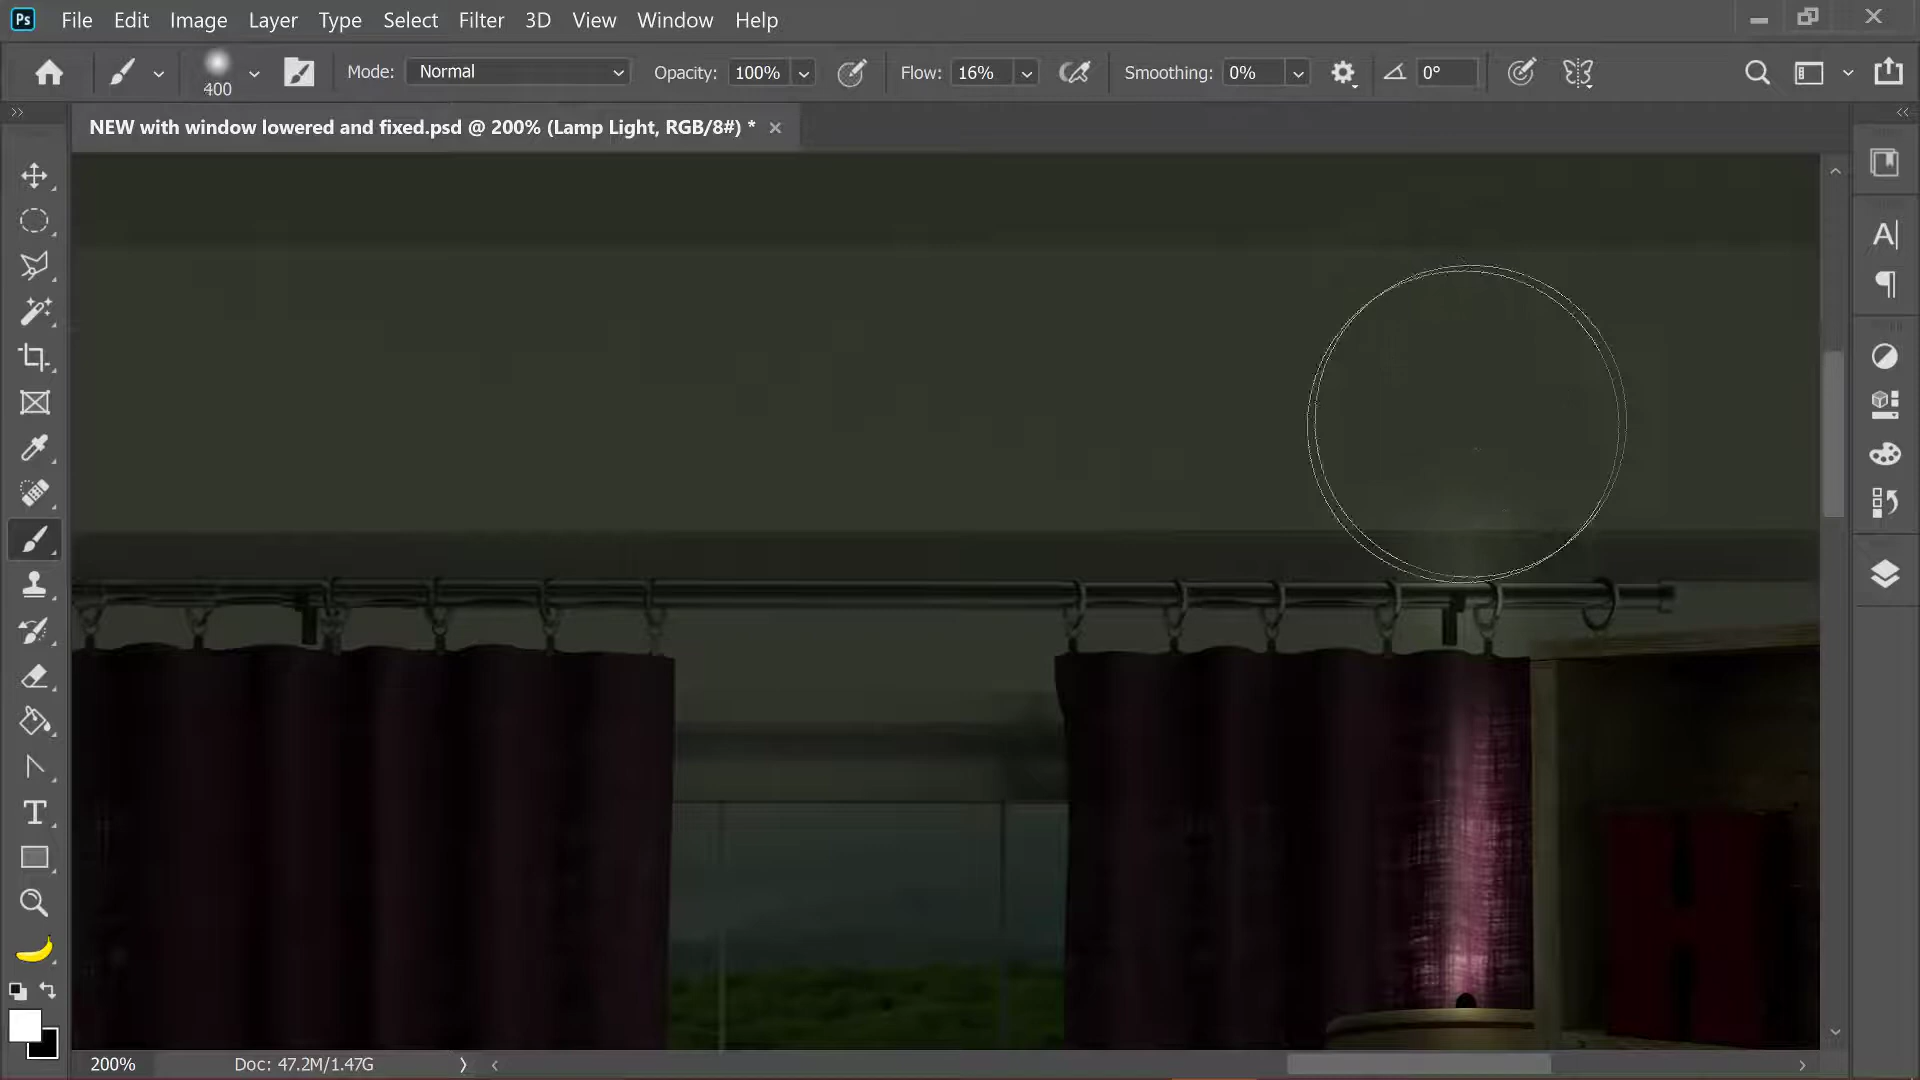 Ps File Edit Image Layer Type Select Filter 3D View Window Help
400 Mode: Normal Opacity: 100% Flow: 16% Smoothing: 0% 0°
NEW with window lowered and fixed.psd @ 200% (Lamp Light, RGB/8#) *
H
200% Doc: 47.2M/1.47G